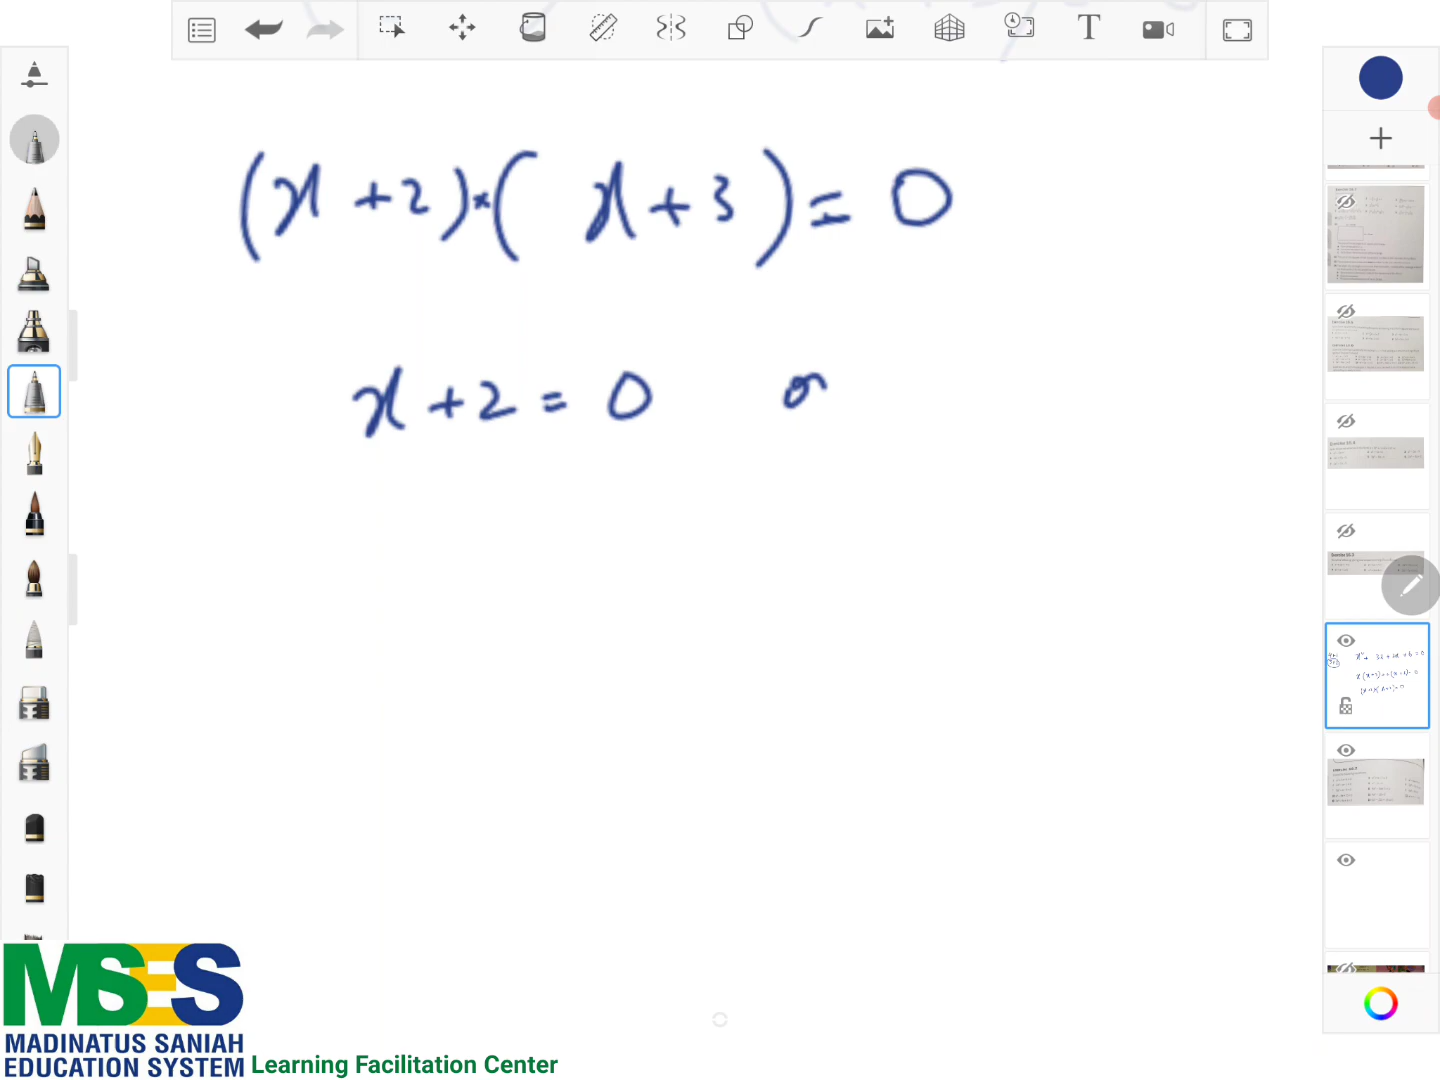 (x + 2) × ( x + 3 ) = 0
x + 2 = 0 or
T
MSES
MADINATUS SANIAH
EDUCATION SYSTEM
Learning Facilitation Center